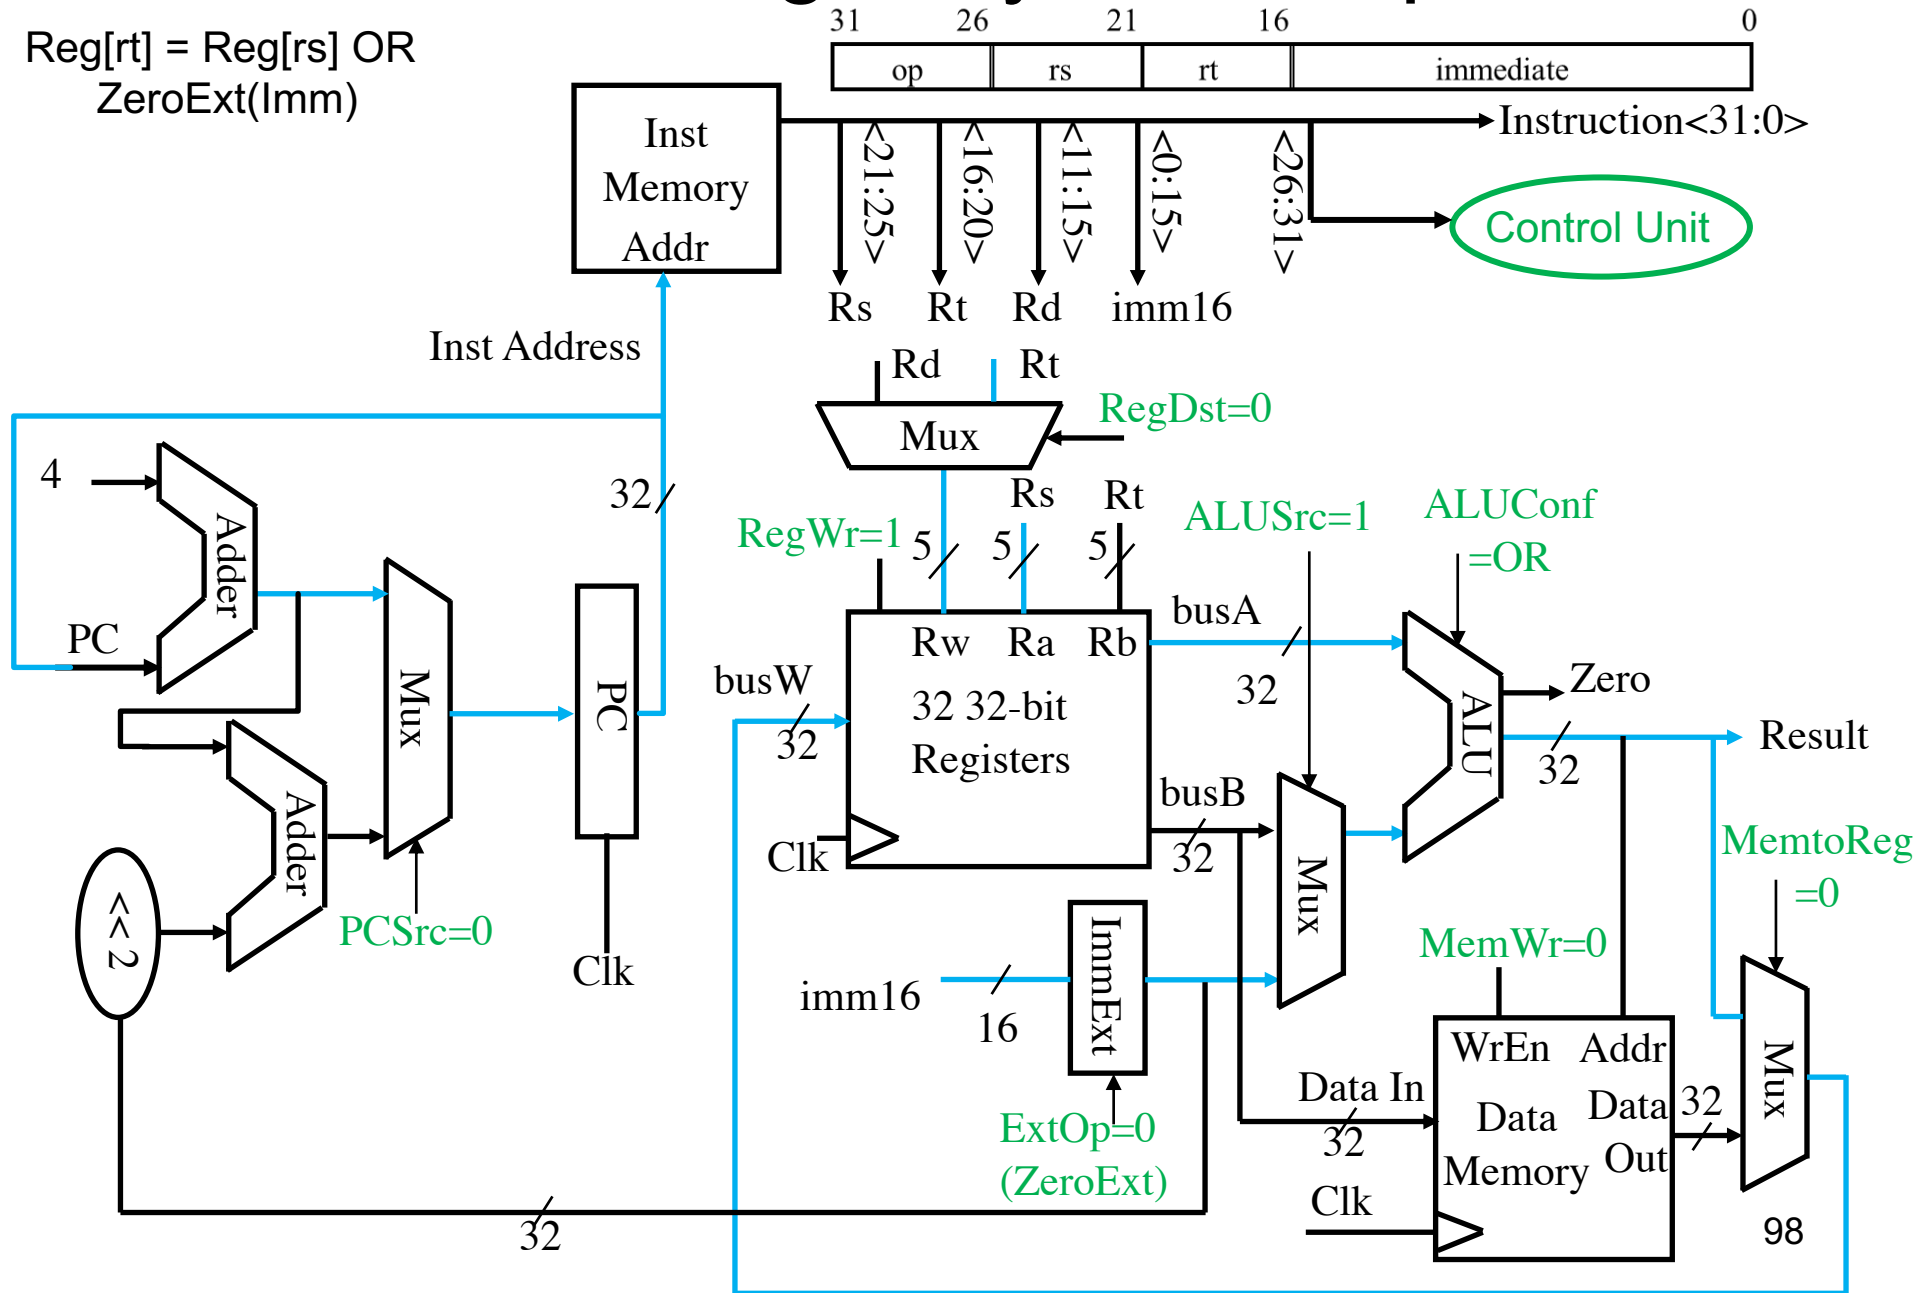 31 26 21 16 0
Reg[rt] = Reg[rs] OR
ZeroExt(Imm)
op rs rt immediate
Inst
Memory
Addr
Instruction<31:0>
<21:25>
<16:20>
<11:15>
<0:15>
<26:31>
Control Unit
Rs Rt Rd imm16
Inst Address
Rd Rt
RegDst=0
Mux
4
32
Adder
PC
Rs Rt
RegWr=1
5 5 5
ALUSrc=1
ALUConf
=OR
busA
32
Rw Ra Rb
busW
32
32 32-bit
Registers
Clk
busB
32
Mux
PC
Clk
PCSrc=0
Adder
<< 2
ALU
Zero
32
Result
Mux
MemtoReg
=0
MemWr=0
imm16
16
ImmExt
ExtOp=0
(ZeroExt)
WrEn Addr
Data In
32
Data
Memory
Data
Out
32
Mux
Clk
32
98